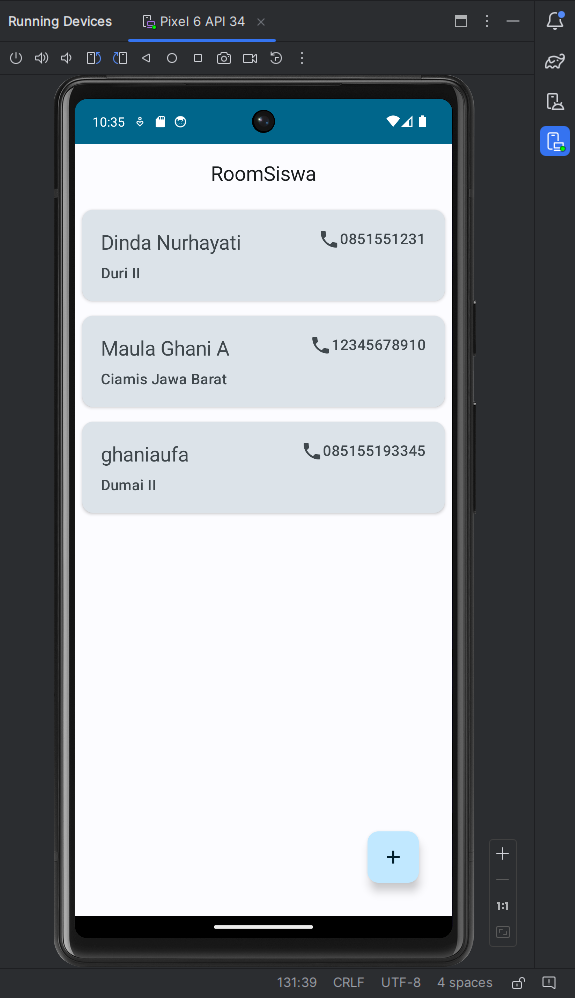 Running Devices
Pixel 6 API 34
10:35
RoomSiswa
Dinda Nurhayati
0851551231
Duri II
Maula Ghani A
12345678910
Ciamis Jawa Barat
ghaniaufa
085155193345
Dumai II
1:1
131:39 CRLF UTF-8 4 spaces